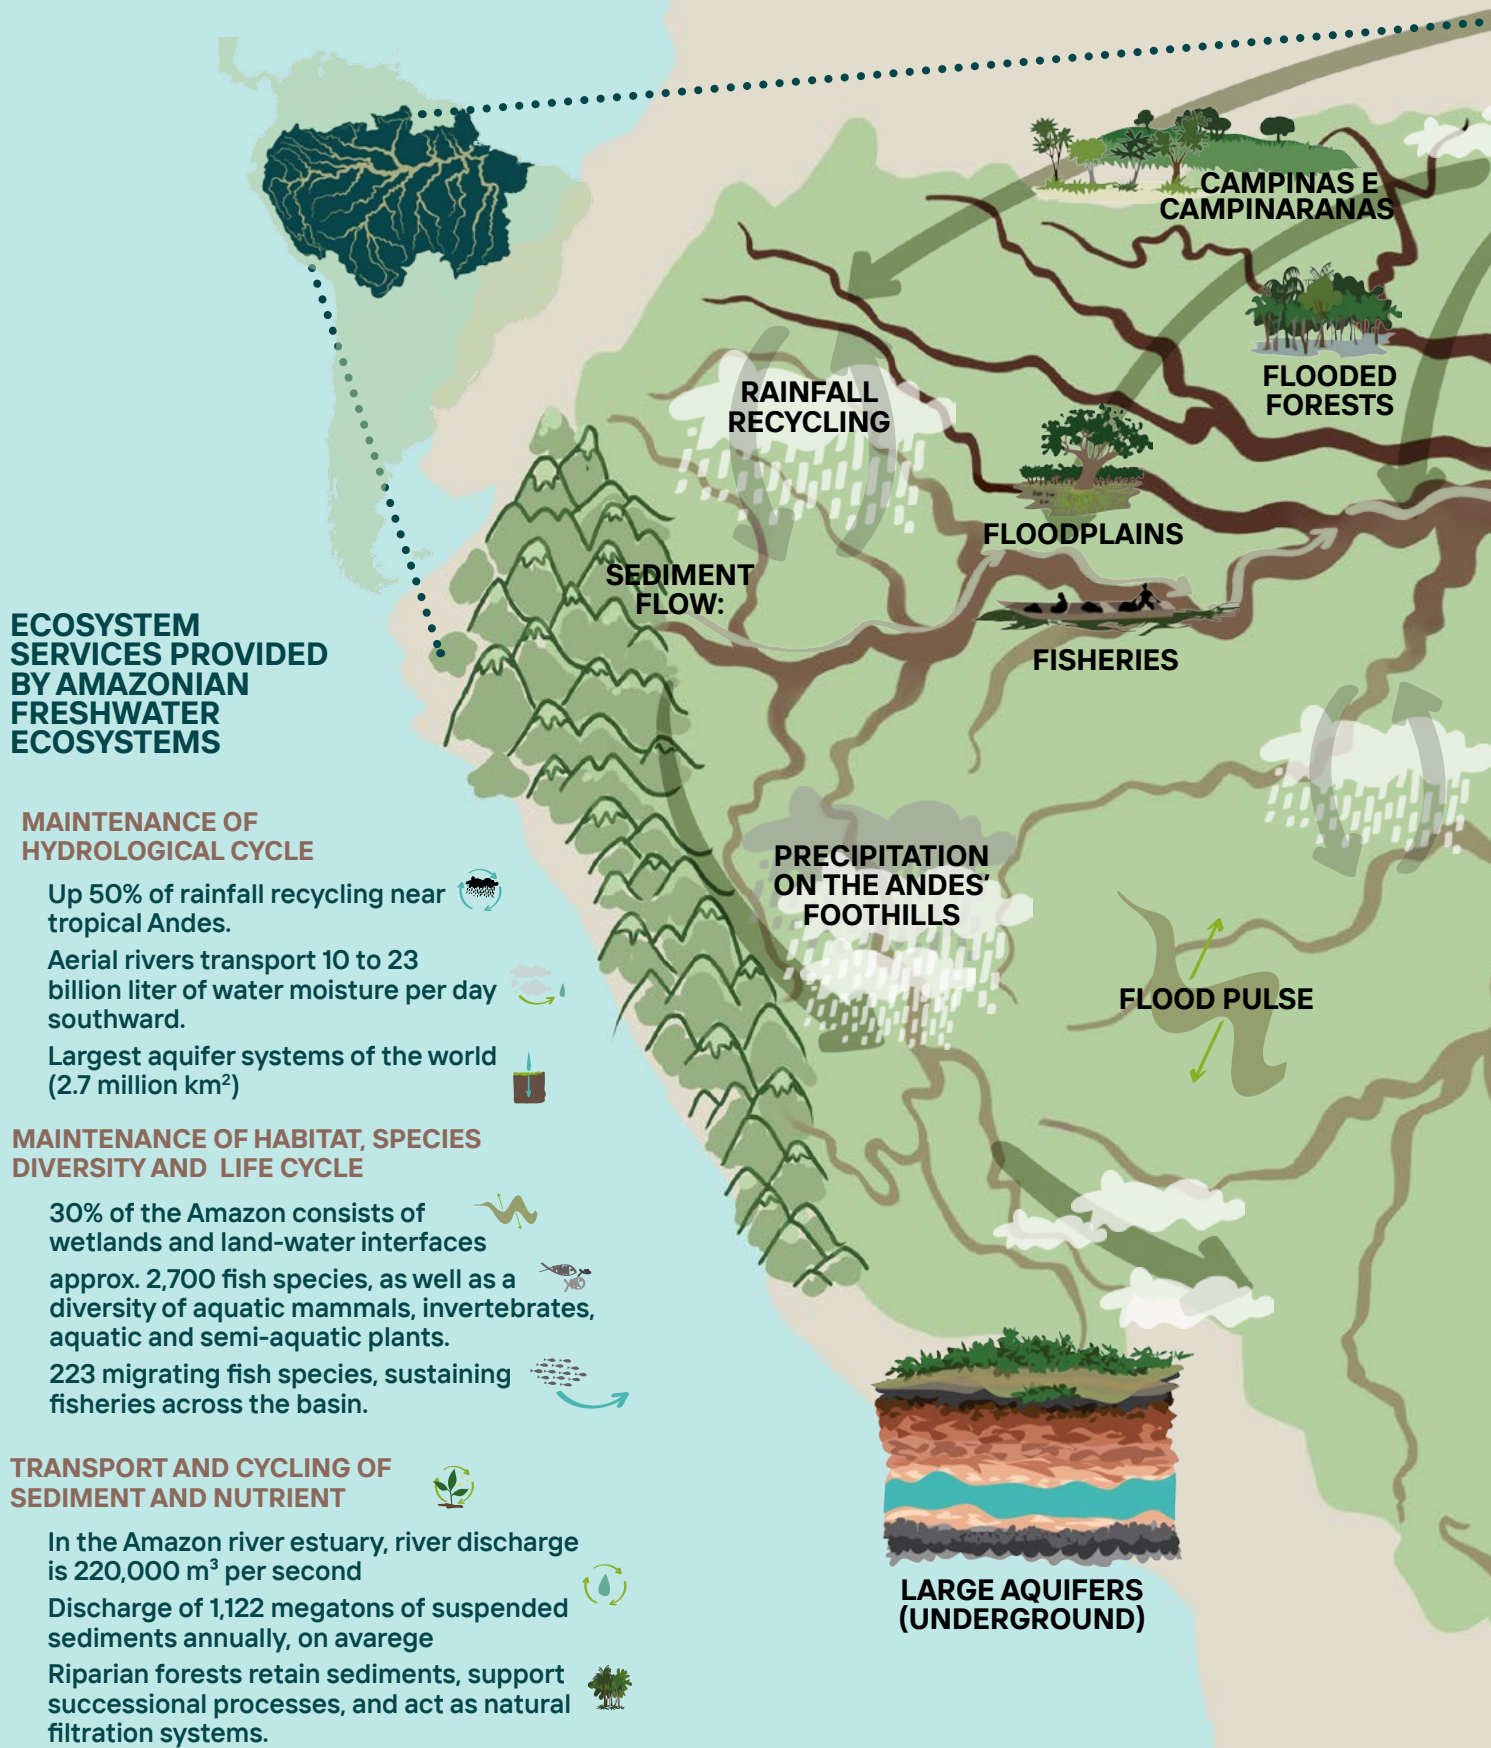 CAMPINAS E
CAMPINARANAS
FLOODED
FORESTS
RAINFALL
RECYCLING
FLOODPLAINS
SEDIMENT
FLOW:
FISHERIES
ECOSYSTEM
SERVICES PROVIDED
BY AMAZONIAN
FRESHWATER
ECOSYSTEMS
MAINTENANCE OF
HYDROLOGICAL CYCLE
Up 50% of rainfall recycling near
tropical Andes.
Aerial rivers transport 10 to 23
billion liter of water moisture per day
southward.
Largest aquifer systems of the world
(2.7 million km²)
MAINTENANCE OF HABITAT, SPECIES
DIVERSITY AND LIFE CYCLE
30% of the Amazon consists of
wetlands and land-water interfaces
approx. 2,700 fish species, as well as a
diversity of aquatic mammals, invertebrates,
aquatic and semi-aquatic plants.
223 migrating fish species, sustaining
fisheries across the basin.
TRANSPORT AND CYCLING OF
SEDIMENT AND NUTRIENT
In the Amazon river estuary, river discharge
is 220,000 m³ per second
Discharge of 1,122 megatons of suspended
sediments annually, on avarege
Riparian forests retain sediments, support
successional processes, and act as natural
filtration systems.
PRECIPITATION
ON THE ANDES'
FOOTHILLS
FLOOD PULSE
LARGE AQUIFERS
(UNDERGROUND)